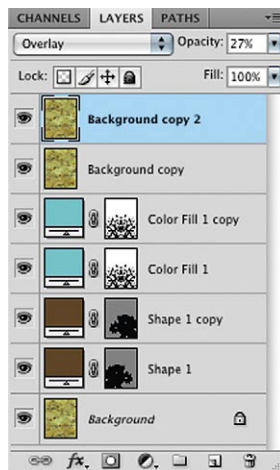 CHANNELS LAYERS PATHS
Overlay Opacity: 27%
Lock: Fill: 100%
Background copy 2
Background copy
Color Fill 1 copy
Color Fill 1
Shape 1 copy
Shape 1
Background
fx.